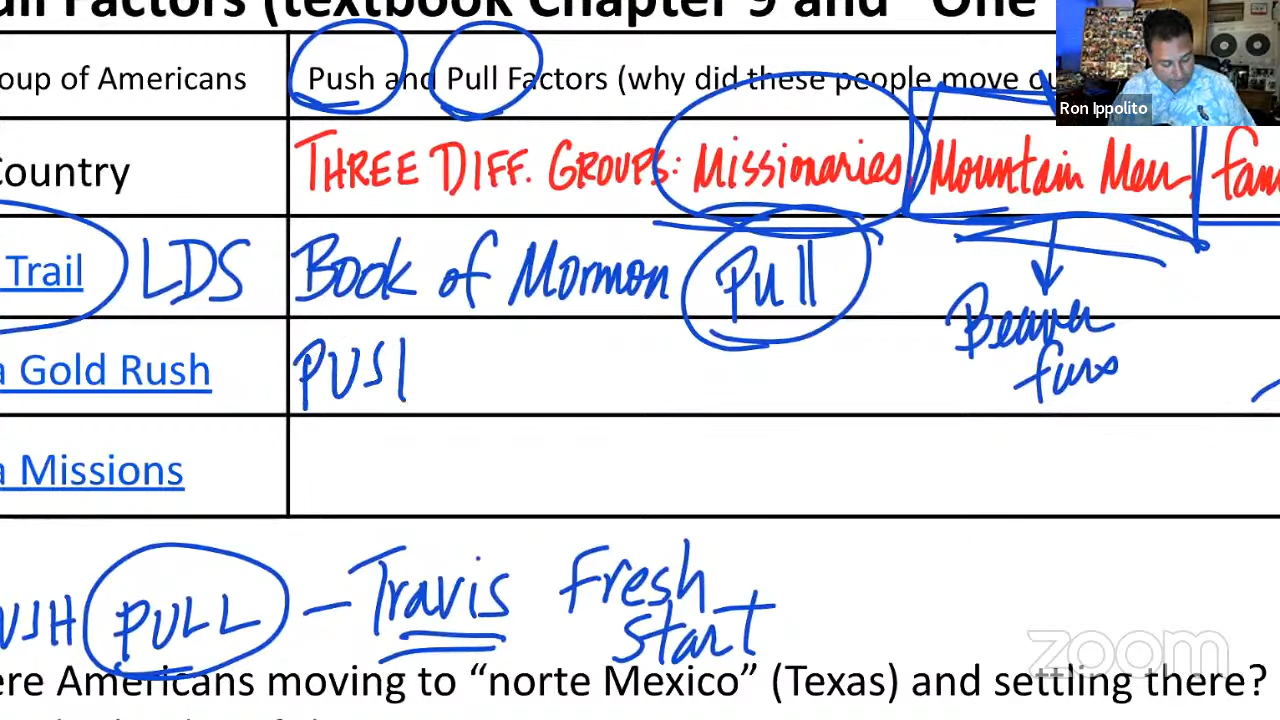 ull Factors (textbook Chapter 9 and "One
oup of Americans
Push and Pull Factors (why did these people move ou
Ron Ippolito
Country
THREE DIFF. GROUPS: Missionaries, Mountain Men, fam
Trail LDS
Book of Mormon Pull
Beaver
furs
a Gold Rush
PUSH
a Missions
USH PULL – Travis Fresh
Start
zoom
ere Americans moving to "norte Mexico" (Texas) and settling there?